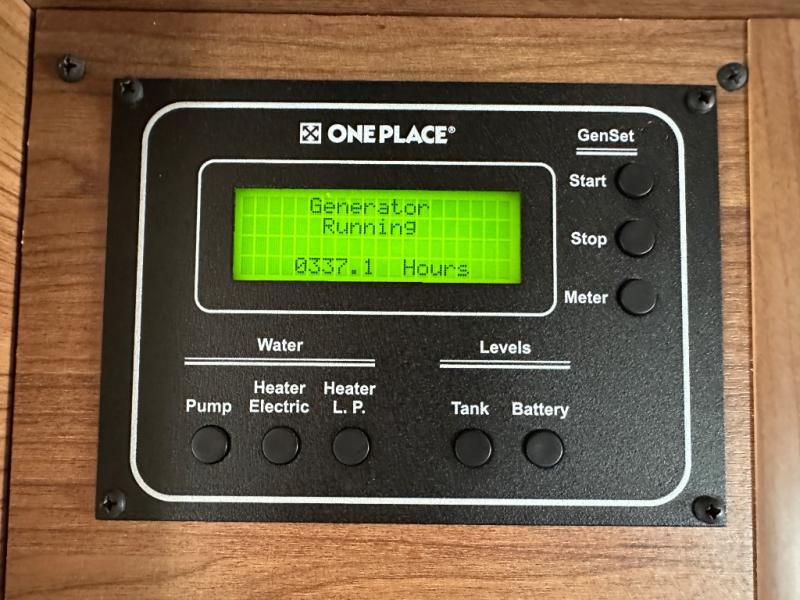 ONE PLACE®
GenSet
Generator
Running
0337.1 Hours
Start
Stop
Meter
Water
Levels
Pump
Heater
Electric
Heater
L. P.
Tank
Battery